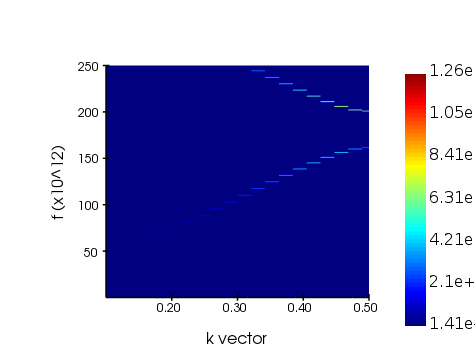 250
200
150
100
50
f (x10^12)
0.20 0.30 0.40 0.50
k vector
1.26e
1.05e
8.41e
6.31e
4.21e
2.1e+
1.41e-